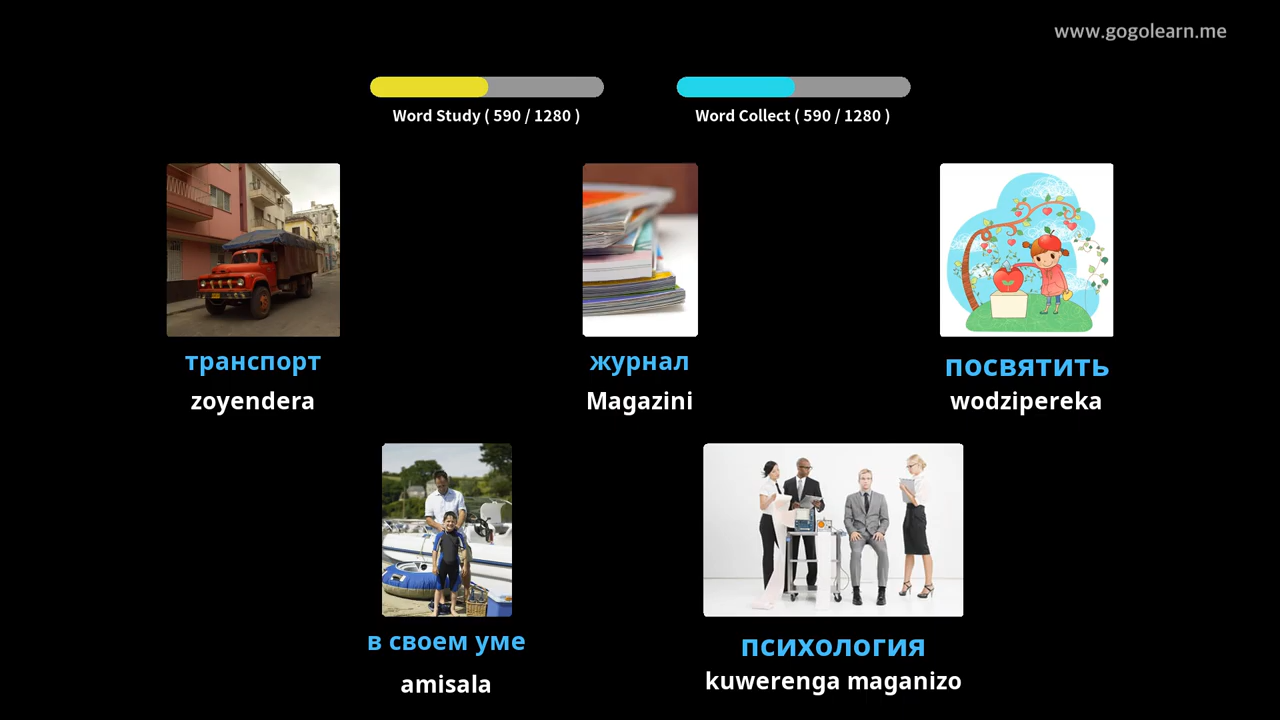 www.gogolearn.me
Word Study ( 590 / 1280 )
Word Collect ( 590 / 1280 )
транспорт
zoyendera
журнал
Magazini
посвятить
wodzipereka
в своем уме
amisala
психология
kuwerenga maganizo